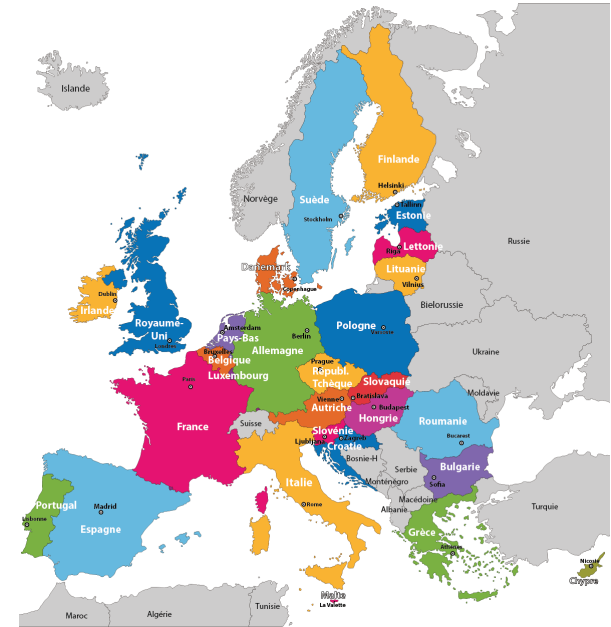 Islande
Norvège
Suède
Stockholm
Finlande
Helsinki
Tallinn
Estonie
Riga
Lettonie
Lituanie
Vilnius
Russie
Bielorussie
Ukraine
Moldavie
Danemark
Copenhague
Dublin
Irlande
Royaume-
Uni
Londres
Amsterdam
Pays-Bas
Bruxelles
Belgique
Luxembourg
Berlin
Allemagne
Pologne
Varsovie
Prague
Républ.
Tchèque
Slovaquie
Bratislava
Vienne
Autriche
Budapest
Hongrie
Paris
France
Suisse
Slovénie
Ljubljana
Zagreb
Croatie
Bosnie-H
Serbie
Monténégro
Macédoine
Albanie
Roumanie
Bucarest
Bulgarie
Sofia
Italie
Rome
Portugal
Lisbonne
Madrid
Espagne
Grèce
Athènes
Turquie
Nicosie
Chypre
Malte
La Valette
Maroc
Algérie
Tunisie